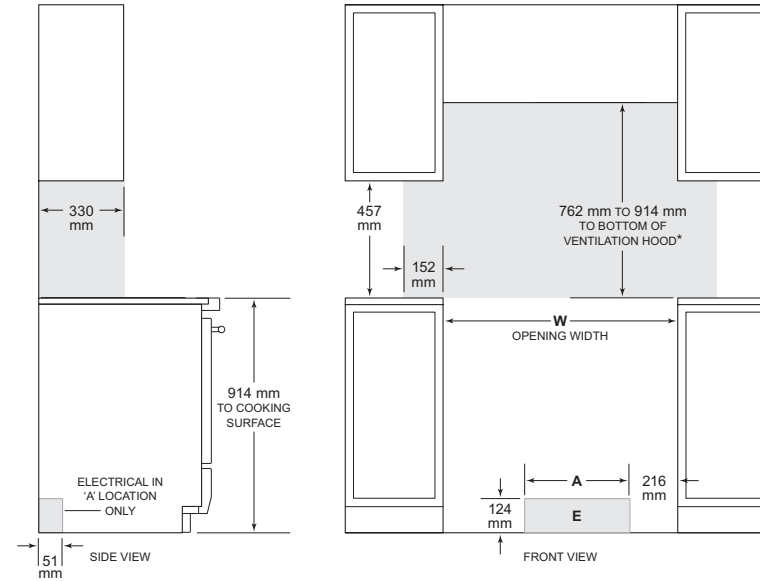 330
mm
914 mm
TO COOKING
SURFACE
ELECTRICAL IN
'A' LOCATION
ONLY
51
mm
SIDE VIEW
457
mm
152
mm
762 mm TO 914 mm
TO BOTTOM OF
VENTILATION HOOD*
W
OPENING WIDTH
A
216
mm
124
mm
E
FRONT VIEW